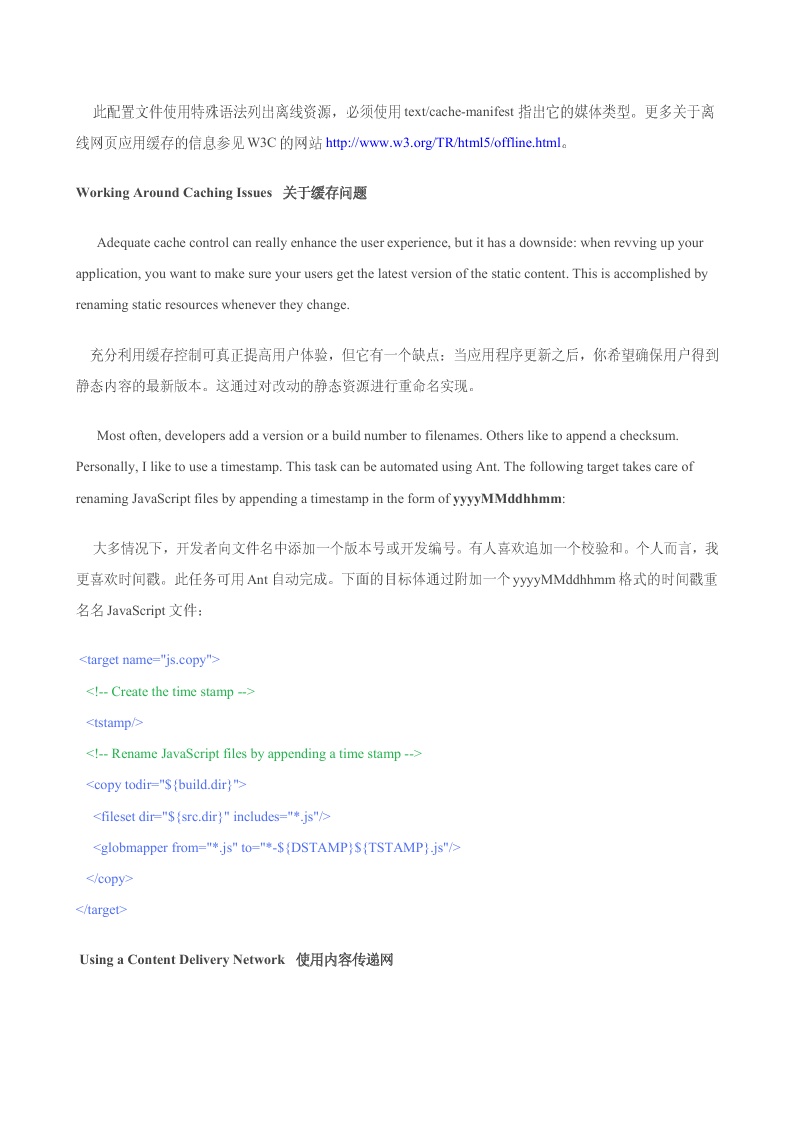 此配置文件使用特殊语法列出离线资源，必须使用 text/cache-manifest 指出它的媒体类型。更多关于离
线网页应用缓存的信息参见 W3C 的网站 http://www.w3.org/TR/html5/offline.html。
Working Around Caching Issues 关于缓存问题
Adequate cache control can really enhance the user experience, but it has a downside: when revving up your
application, you want to make sure your users get the latest version of the static content. This is accomplished by
renaming static resources whenever they change.
充分利用缓存控制可真正提高用户体验，但它有一个缺点：当应用程序更新之后，你希望确保用户得到
静态内容的最新版本。这通过对改动的静态资源进行重命名实现。
Most often, developers add a version or a build number to filenames. Others like to append a checksum.
Personally, I like to use a timestamp. This task can be automated using Ant. The following target takes care of
renaming JavaScript files by appending a timestamp in the form of yyyyMMddhhmm:
大多情况下，开发者向文件名中添加一个版本号或开发编号。有人喜欢追加一个校验和。个人而言，我
更喜欢时间戳。此任务可用 Ant 自动完成。下面的目标体通过附加一个 yyyyMMddhhmm 格式的时间戳重
名名 JavaScript 文件：
<target name="js.copy">
<!-- Create the time stamp -->
<tstamp/>
<!-- Rename JavaScript files by appending a time stamp -->
<copy todir="${build.dir}">
<fileset dir="${src.dir}" includes="*.js"/>
<globmapper from="*.js" to="*-${DSTAMP}${TSTAMP}.js"/>
</copy>
</target>
Using a Content Delivery Network 使用内容传递网